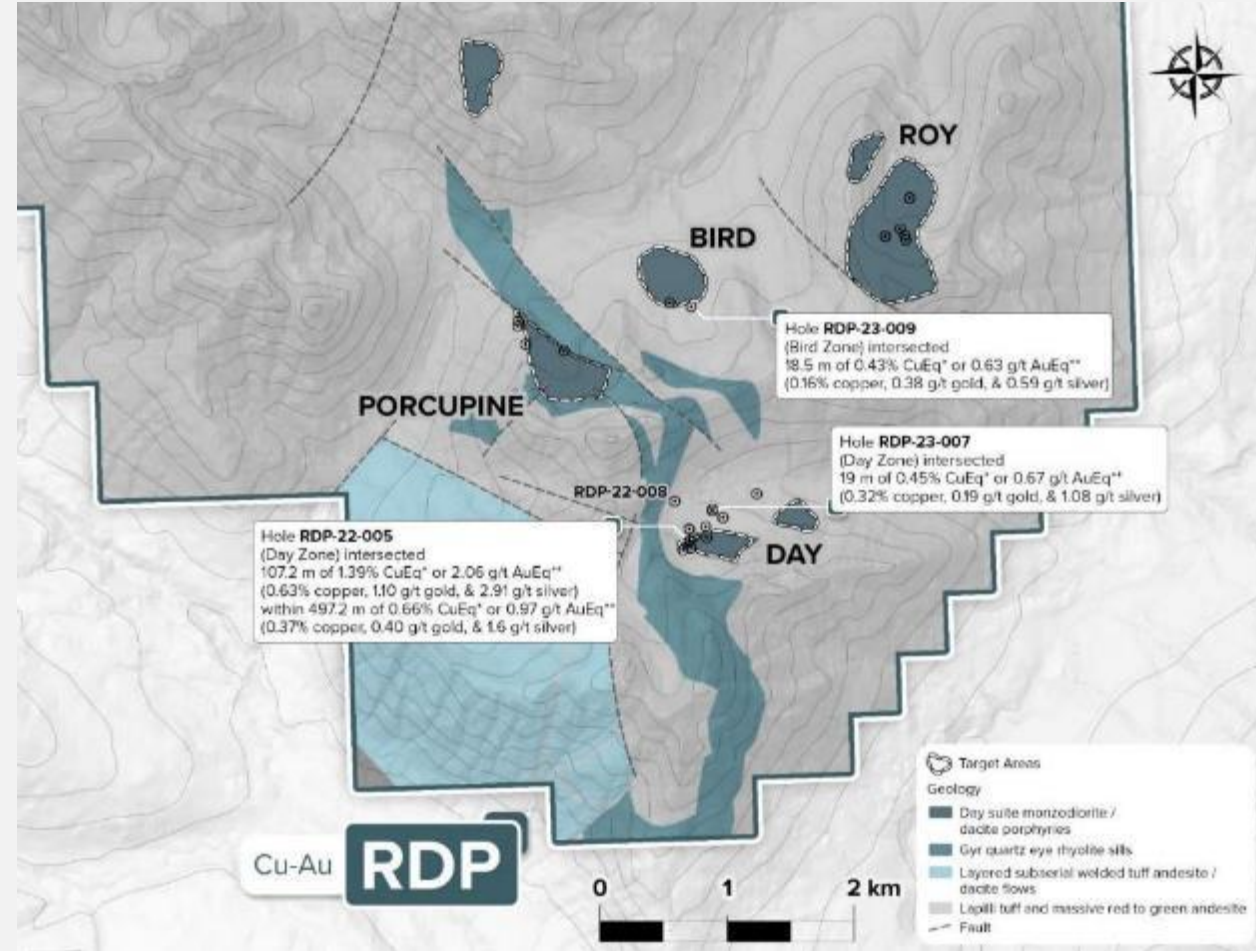 ROY
BIRD
Hole RDP-23-009
(Bird Zone) intersected
18.5 m of 0.43% CuEq* or 0.63 g/t AuEq**
(0.16% copper, 0.38 g/t gold, & 0.59 g/t silver)
PORCUPINE
Hole RDP-23-007
(Day Zone) intersected
19 m of 0.45% CuEq* or 0.67 g/t AuEq**
(0.32% copper, 0.19 g/t gold, & 1.08 g/t silver)
RDP-22-008
DAY
Hole RDP-22-005
(Day Zone) intersected
107.2 m of 1.39% CuEq* or 2.06 g/t AuEq**
(0.63% copper, 1.10 g/t gold, & 2.91 g/t silver)
within 497.2 m of 0.66% CuEq* or 0.97 g/t AuEq**
(0.37% copper, 0.40 g/t gold, & 1.6 g/t silver)
Target Areas
Geology
Day suite monzodiorite /
dacite porphyries
Gyr quartz eye rhyolite sills
Layered subaerial welded tuff andesite /
dacite flows
Lapilli tuff and massive red to green andesite
Fault
Cu-Au RDP
0 1 2 km